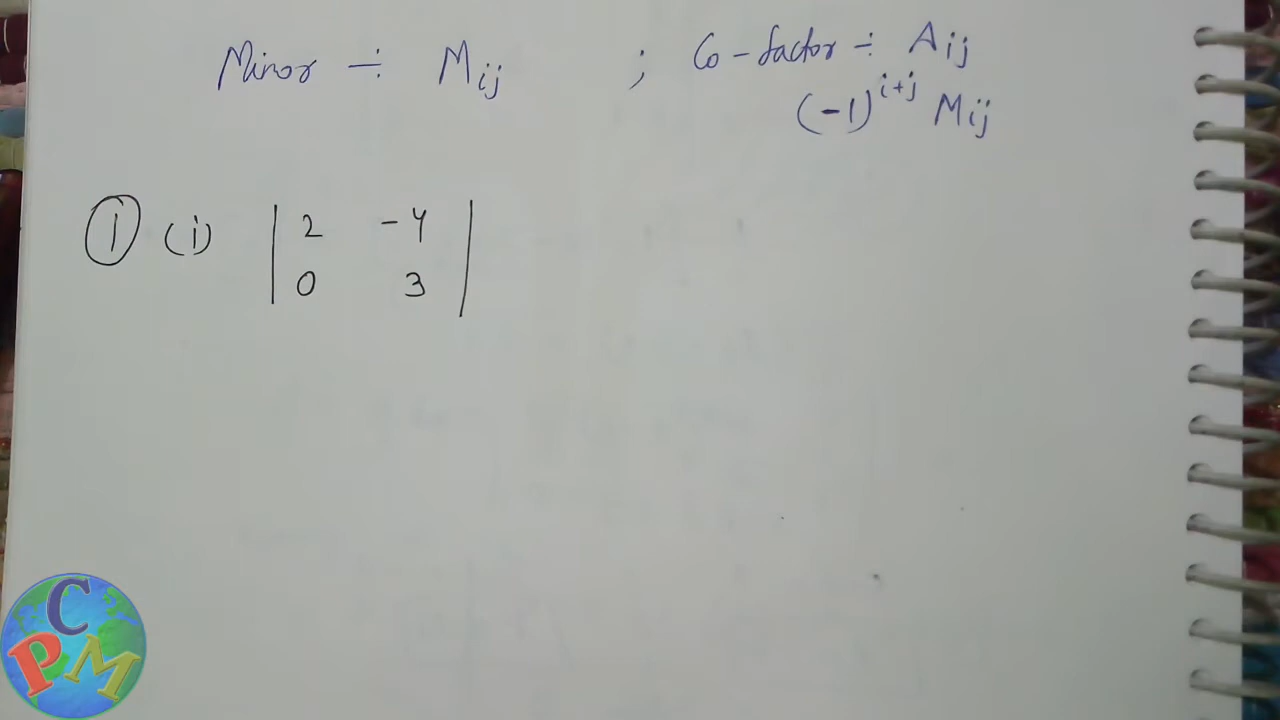 Minor ÷ Mij ; Co-factor ÷ Aij
(-1)^i+j Mij
① (i) | 2 -4 |
| 0 3 |
CPM